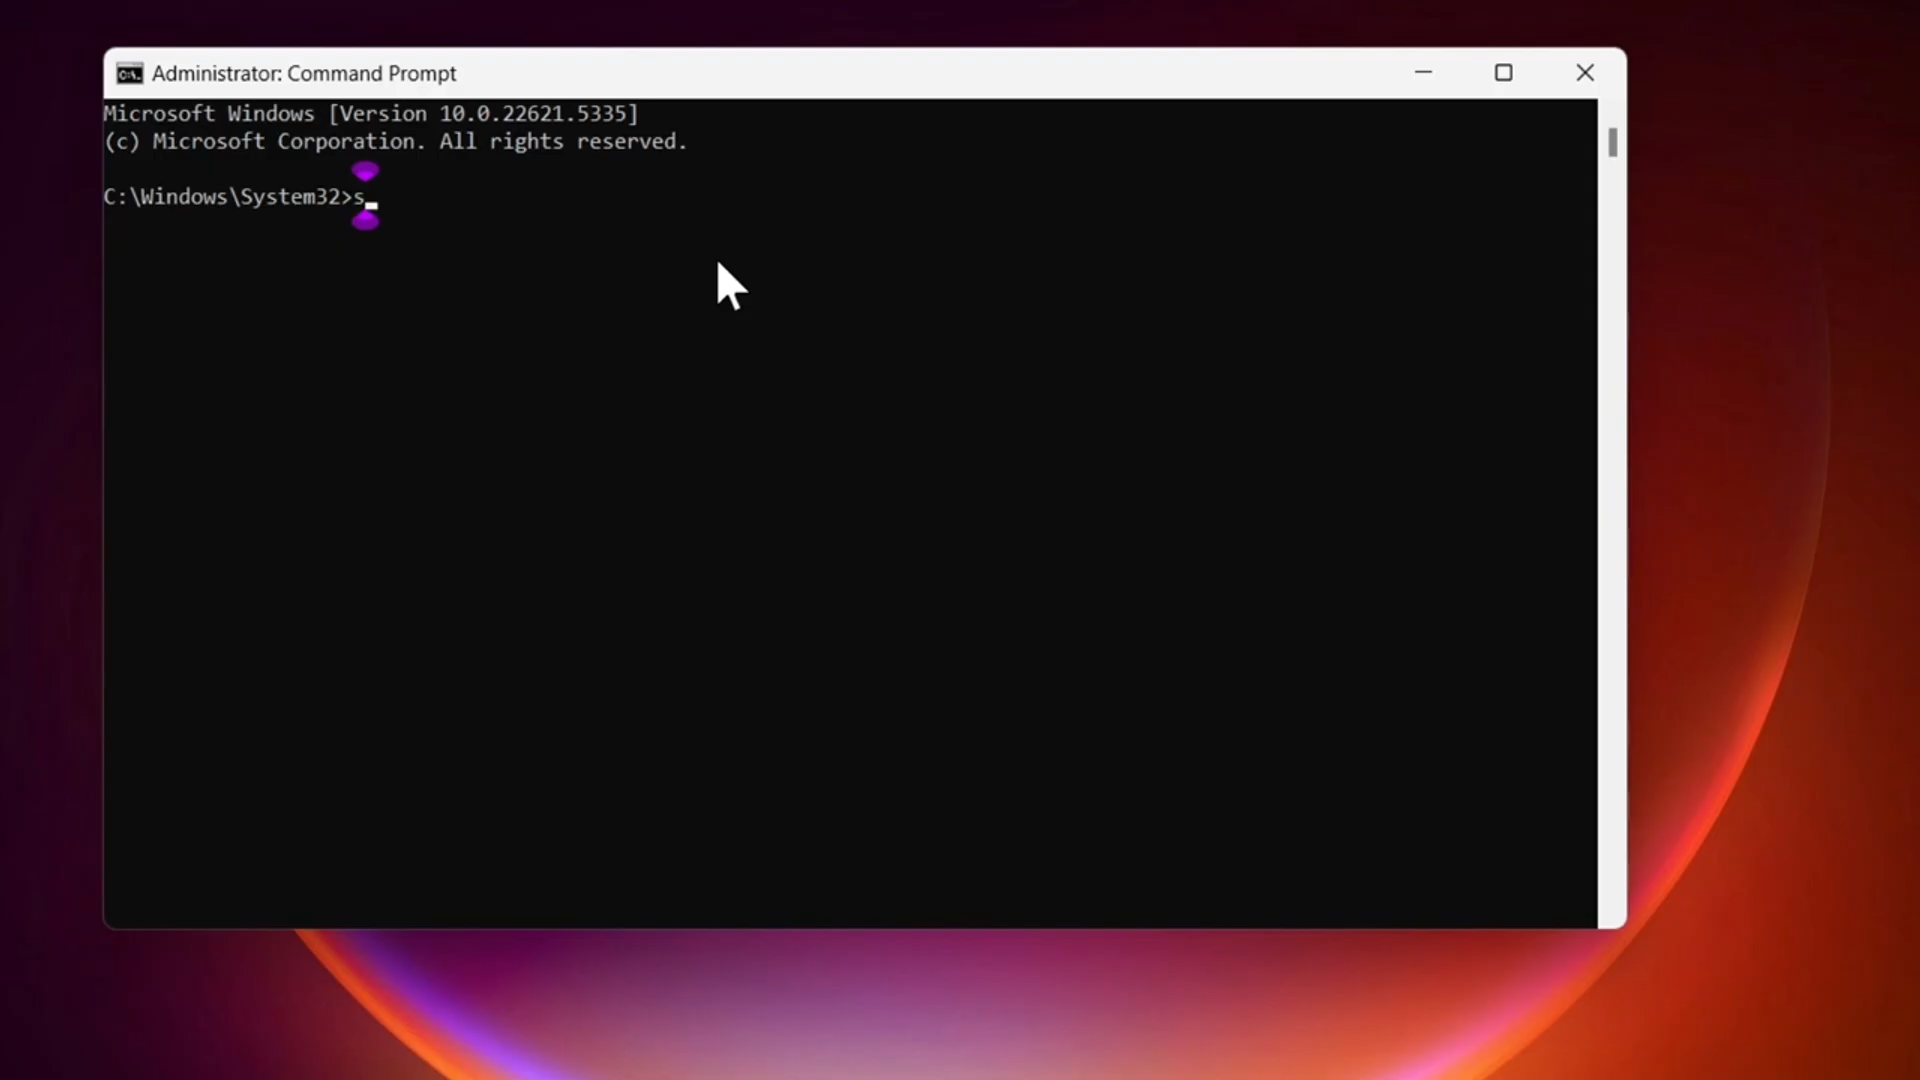 Administrator: Command Prompt
Microsoft Windows [Version 10.0.22621.5335]
(c) Microsoft Corporation. All rights reserved.
C:\Windows\System32>s